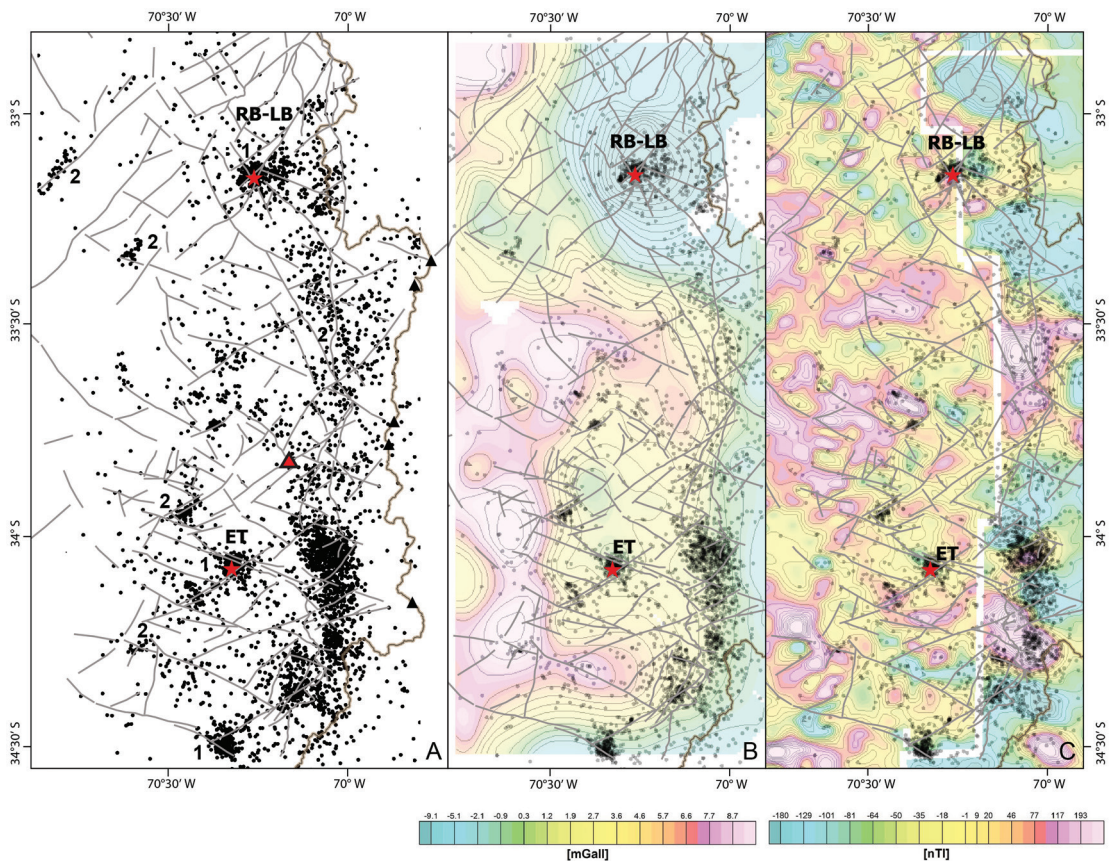 70°30'W 70°W 70°30'W 70°W 70°30'W 70°W
33°S 33°S
RB-LB RB-LB RB-LB
1
2
2
33°30'S 33°30'S
2
2
34°S 34°S
ET ET ET
1
2
34°30'S 34°30'S
1
A B C
70°30'W 70°W 70°30'W 70°W 70°30'W 70°W
-9.1 -5.1 -2.1 -0.9 0.3 1.2 2.7 3.6 4.6 5.7 6.6 7.7 8.7
[mGall]
-180 -129 -101 -81 -64 -50 -35 -18 -1 9 20 46 77 117 193
[nTl]